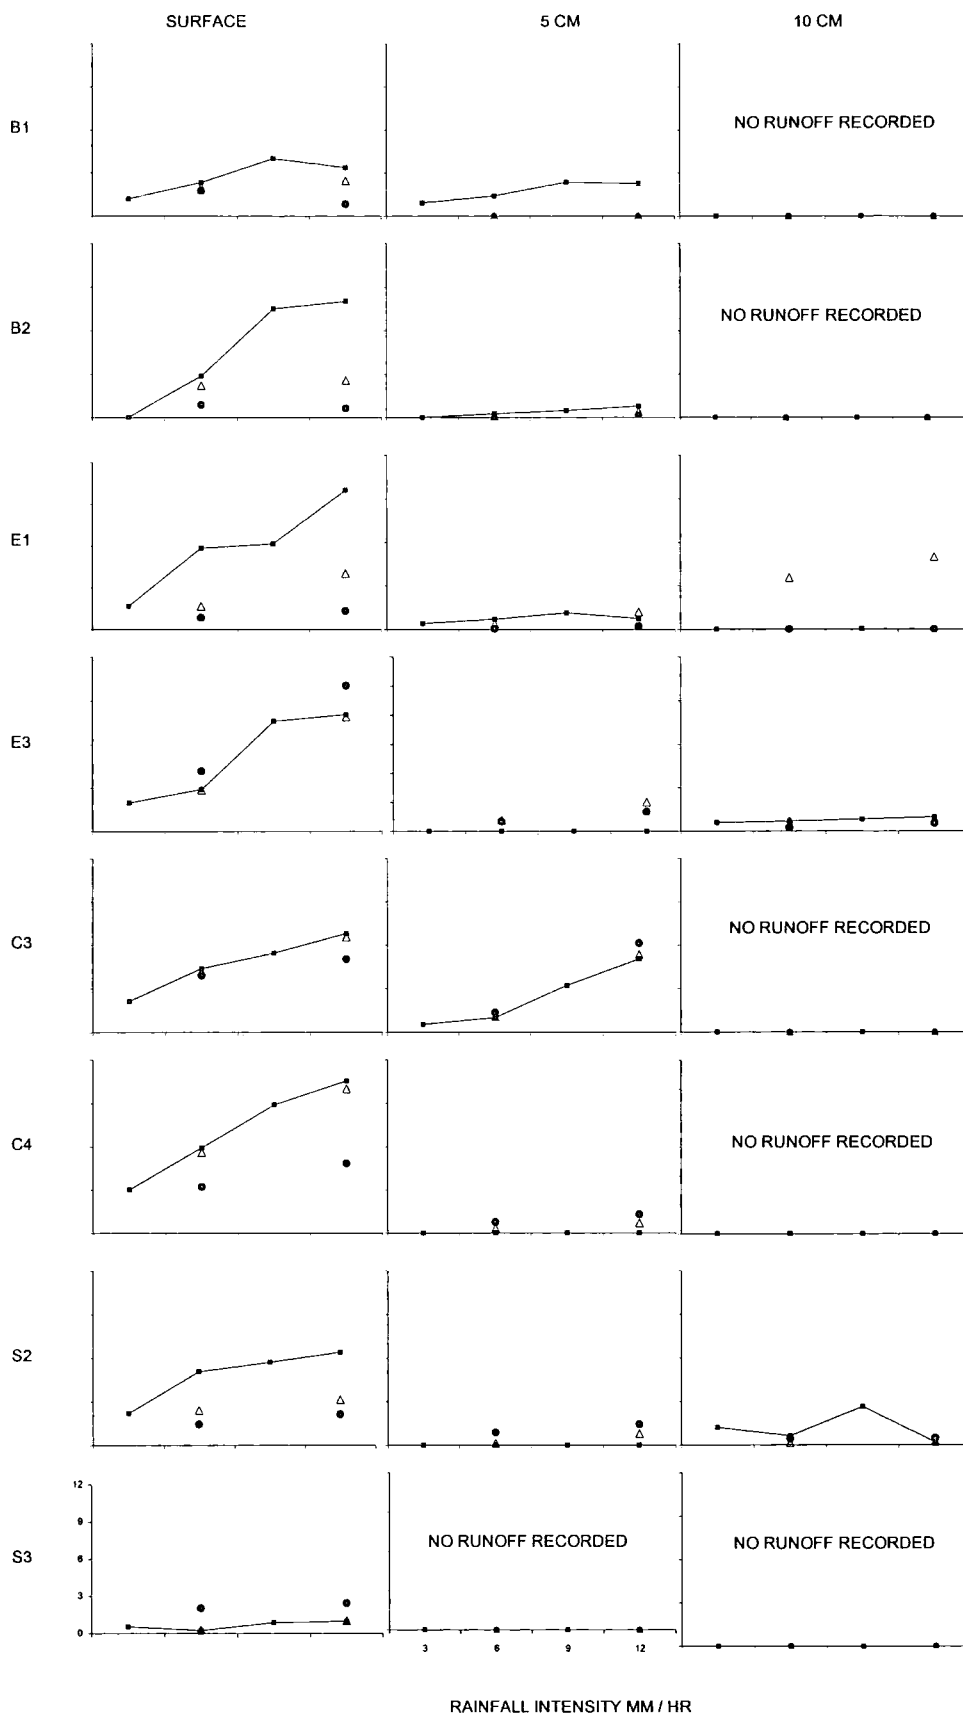 SURFACE 5 CM 10 CM
B1 NO RUNOFF RECORDED
B2 NO RUNOFF RECORDED
E1
E3
C3 NO RUNOFF RECORDED
C4 NO RUNOFF RECORDED
S2
12
9
S3 NO RUNOFF RECORDED NO RUNOFF RECORDED
6
3
0
3 6 9 12
RAINFALL INTENSITY MM / HR